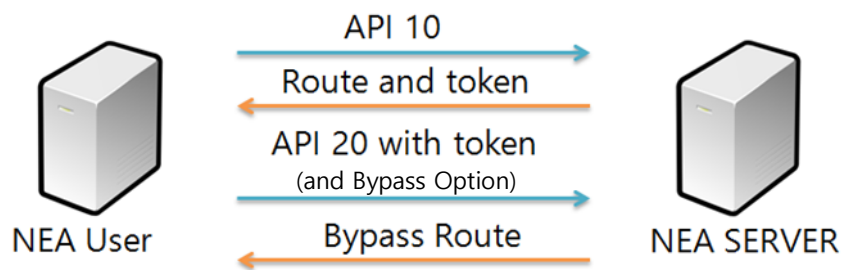 API 10
Route and token
API 20 with token
(and Bypass Option)
Bypass Route
NEA User
NEA SERVER